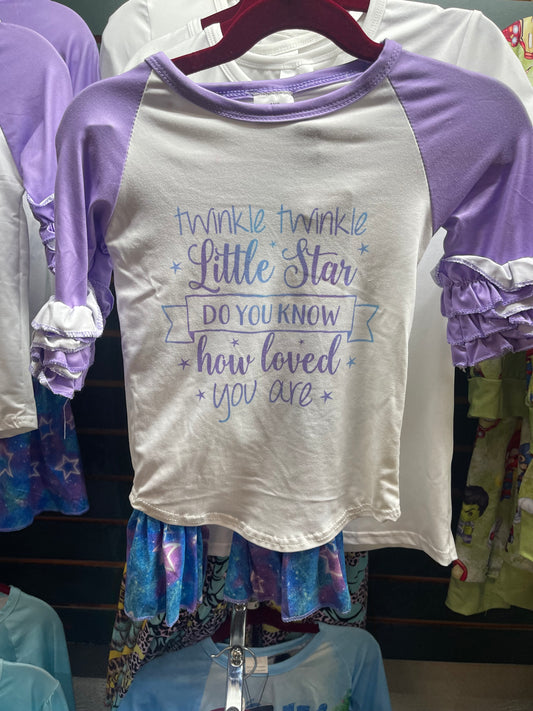 twinkle twinkle
Little Star
DO YOU KNOW
how loved
you are